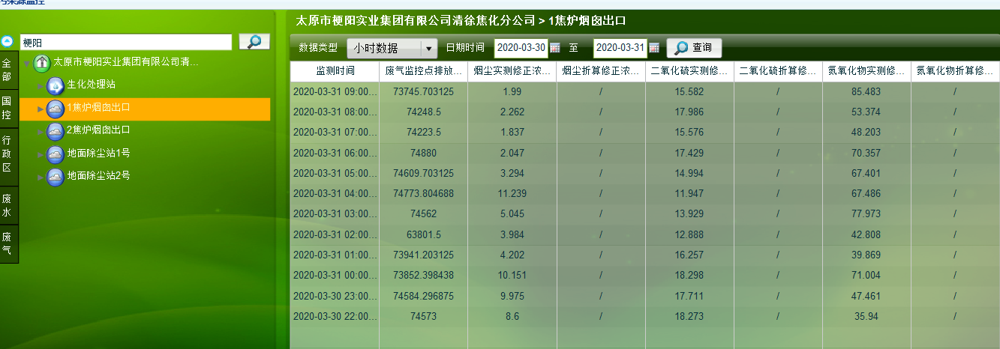 污染源监控
梗阳
全部
国控
行政区
废水
废气
太原市梗阳实业集团有限公司清...
生化处理站
1焦炉烟囱出口
2焦炉烟囱出口
地面除尘站1号
地面除尘站2号
太原市梗阳实业集团有限公司清徐焦化分公司 > 1焦炉烟囱出口
数据类型 小时数据 日期时间 2020-03-30 至 2020-03-31 查询
监测时间 废气监控点排放... 烟尘实测修正浓... 烟尘折算修正浓... 二氧化硫实测修... 二氧化硫折算修... 氮氧化物实测修... 氮氧化物折算修...
2020-03-31 09:00... 73745.703125 1.99 / 15.582 / 85.483 /
2020-03-31 08:00... 74248.5 2.262 / 17.986 / 53.374 /
2020-03-31 07:00... 74223.5 1.837 / 15.576 / 48.203 /
2020-03-31 06:00... 74880 2.047 / 17.429 / 70.357 /
2020-03-31 05:00... 74609.703125 3.294 / 14.994 / 67.401 /
2020-03-31 04:00... 74773.804688 11.239 / 11.947 / 67.486 /
2020-03-31 03:00... 74562 5.045 / 13.929 / 77.973 /
2020-03-31 02:00... 63801.5 3.984 / 12.888 / 42.808 /
2020-03-31 01:00... 73941.203125 4.202 / 16.257 / 39.869 /
2020-03-31 00:00... 73852.398438 10.151 / 18.298 / 71.004 /
2020-03-30 23:00... 74584.296875 9.975 / 17.711 / 47.461 /
2020-03-30 22:00... 74573 8.6 / 18.273 / 35.94 /